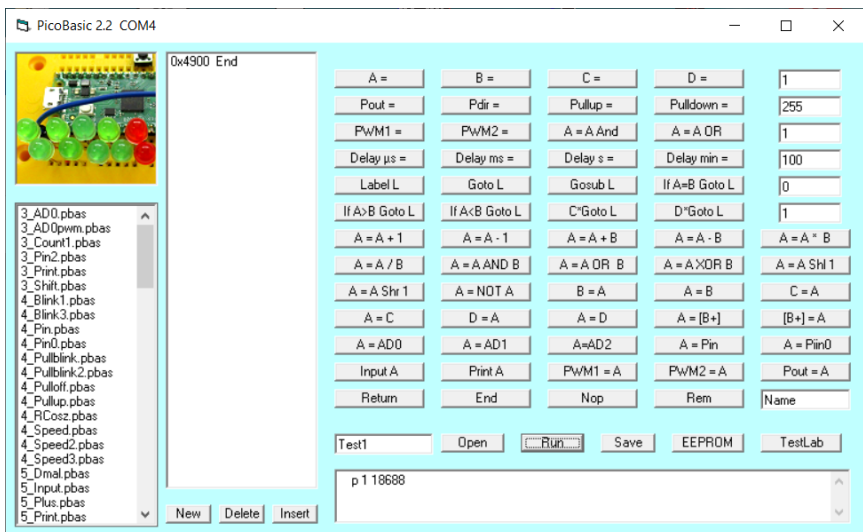 PicoBasic 2.2 COM4
0x4900 End
A = B = C = D = 1
Pout = Pdir = Pullup = Pulldown = 255
PWM1 = PWM2 = A = A And A = A OR 1
Delay µs = Delay ms = Delay s = Delay min = 100
Label L Goto L Gosub L If A=B Goto L 0
If A>B Goto L If A<B Goto L C*Goto L D*Goto L 1
A = A + 1 A = A - 1 A = A + B A = A - B A = A * B
A = A / B A = A AND B A = A OR B A = A XOR B A = A Shl 1
A = A Shr 1 A = NOT A B = A A = B C = A
A = C D = A A = D A = [B+] [B+] = A
A = AD0 A = AD1 A=AD2 A = Pin A = Piin0
Input A Print A PWM1 = A PWM2 = A Pout = A
Return End Nop Rem Name
3_AD0.pbas
3_AD0pwm.pbas
3_Count1.pbas
3_Pin2.pbas
3_Print.pbas
3_Shift.pbas
4_Blink1.pbas
4_Blink3.pbas
4_Pin.pbas
4_Pin0.pbas
4_Pullblink.pbas
4_Pullblink2.pbas
4_Pulloff.pbas
4_Pullup.pbas
4_RCosz.pbas
4_Speed.pbas
4_Speed2.pbas
4_Speed3.pbas
5_Dmal.pbas
5_Input.pbas
5_Plus.pbas
5_Print.pbas
Test1 Open Run Save EEPROM TestLab
p 1 18688
New Delete Insert